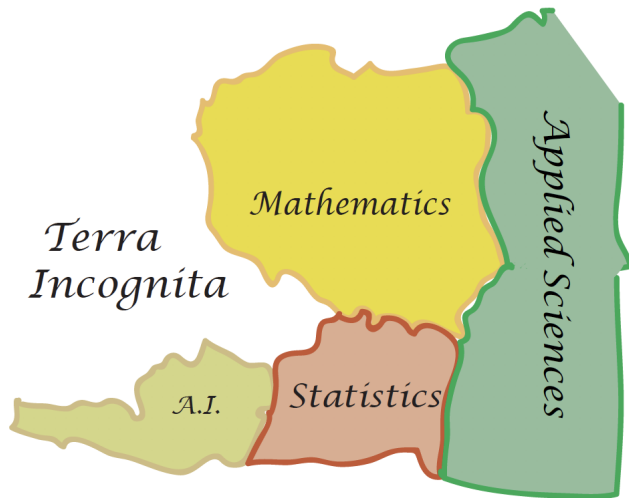 Mathematics
Applied Sciences
Terra
Incognita
A.I.
Statistics